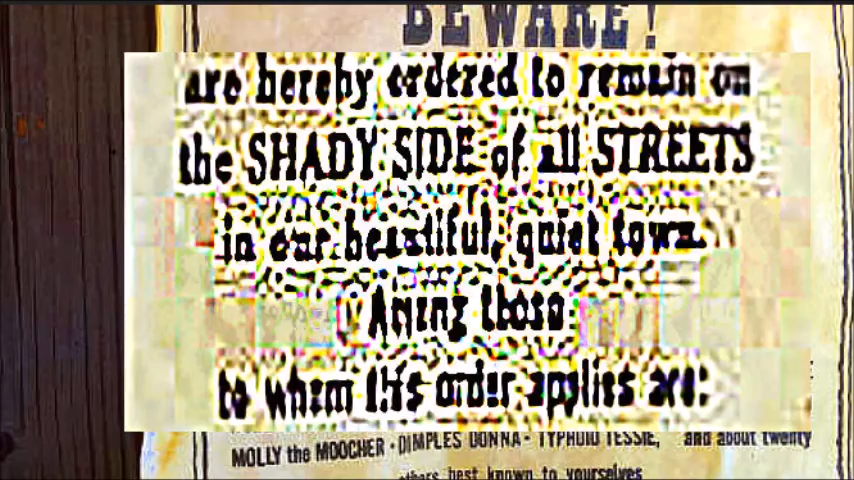 BEWARE!
are hereby ordered to remain on
the SHADY SIDE of all STREETS
in our beautiful, quiet town.
Among those
to whom this order applies are:
MOLLY the MOOCHER - DIMPLES DONNA - TYPHOID TESSIE, and about twenty
others best known to yourselves